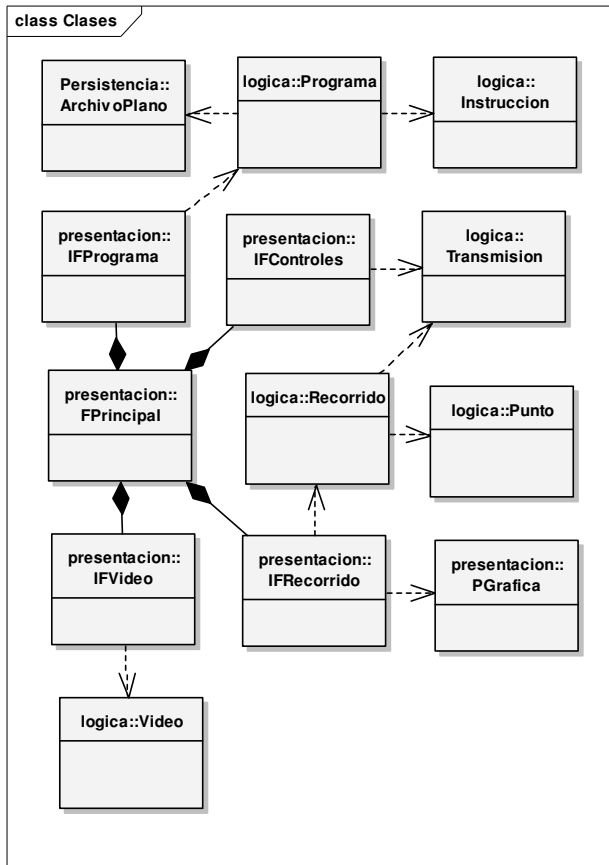 class Clases
Persistencia::
ArchivoPlano
logica::Programa
logica::
Instruccion
presentacion::
IFPrograma
presentacion::
IFControles
logica::
Transmision
presentacion::
FPrincipal
logica::Recorrido
logica::Punto
presentacion::
IFVideo
presentacion::
IFRecorrido
presentacion::
PGrafica
logica::Video